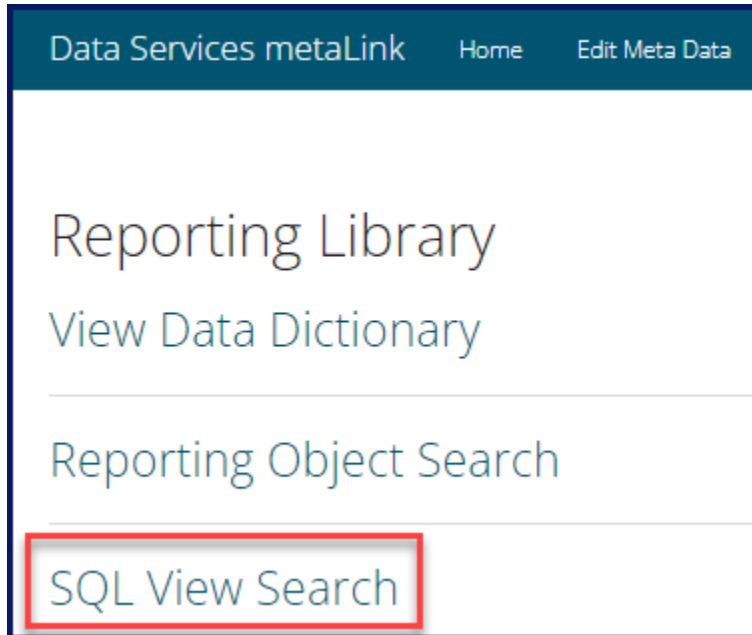 Data Services metaLink Home Edit Meta Data
Reporting Library
View Data Dictionary
Reporting Object Search
SQL View Search